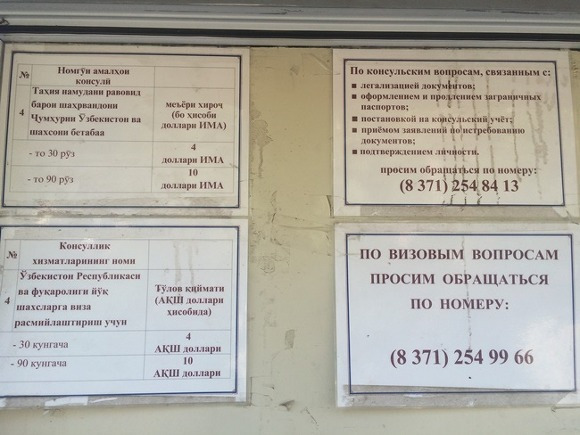 №
Номгӯи амалҳои
консулӣ
4
Таҳия намудани равовид
барои шаҳрвандони
Ҷумҳурии Ӯзбекистон ва
шахсони бетабаа
меъёри хироҷ
(бо ҳисоби
доллари ИМА)
- то 30 рӯз
4
доллари ИМА
- то 90 рӯз
10
доллари ИМА
По консульским вопросам, связанным с:
▪ легализацией документов;
▪ оформлением и продлением заграничных
паспортов;
▪ постановкой на консульский учёт;
▪ приёмом заявлений по истребованию
документов;
▪ подтверждением личности.
просим обращаться по номеру:
(8 371) 254 84 13
№
Консуллик
хизматларининг номи
4
Ўзбекистон Республикаси
ва фуқаролиги йўқ
шахсларга виза
расмийлаштириш учун
Тўлов қиймати
(АҚШ доллари
ҳисобида)
- 30 кунгача
4
АҚШ доллари
- 90 кунгача
10
АҚШ доллари
ПО ВИЗОВЫМ ВОПРОСАМ
ПРОСИМ ОБРАЩАТЬСЯ
ПО НОМЕРУ:
(8 371) 254 99 66